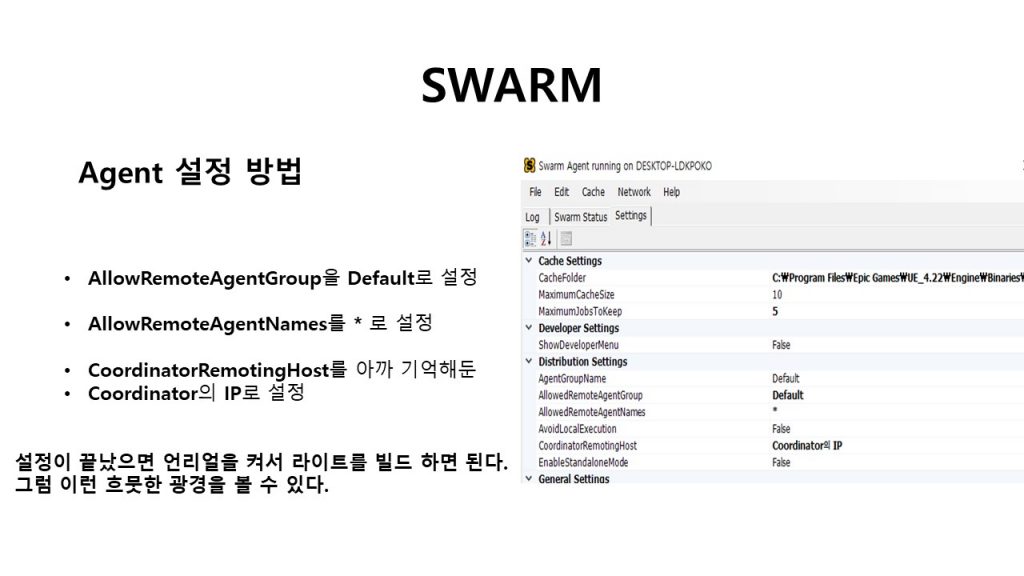 SWARM
Agent 설정 방법
• AllowRemoteAgentGroup을 Default로 설정
• AllowRemoteAgentNames를 * 로 설정
• CoordinatorRemotingHost를 아까 기억해둔
• Coordinator의 IP로 설정
설정이 끝났으면 언리얼을 켜서 라이트를 빌드 하면 된다.
그럼 이런 흐뭇한 광경을 볼 수 있다.
Swarm Agent running on DESKTOP-LDKPOKO
File Edit Cache Network Help
Log Swarm Status Settings
Cache Settings
CacheFolder C:₩Program Files₩Epic Games₩UE_4.22₩Engine₩Binaries₩
MaximumCacheSize 10
MaximumJobsToKeep 5
Developer Settings
ShowDeveloperMenu False
Distribution Settings
AgentGroupName Default
AllowedRemoteAgentGroup Default
AllowedRemoteAgentNames *
AvoidLocalExecution False
CoordinatorRemotingHost Coordinator의 IP
EnableStandaloneMode False
General Settings